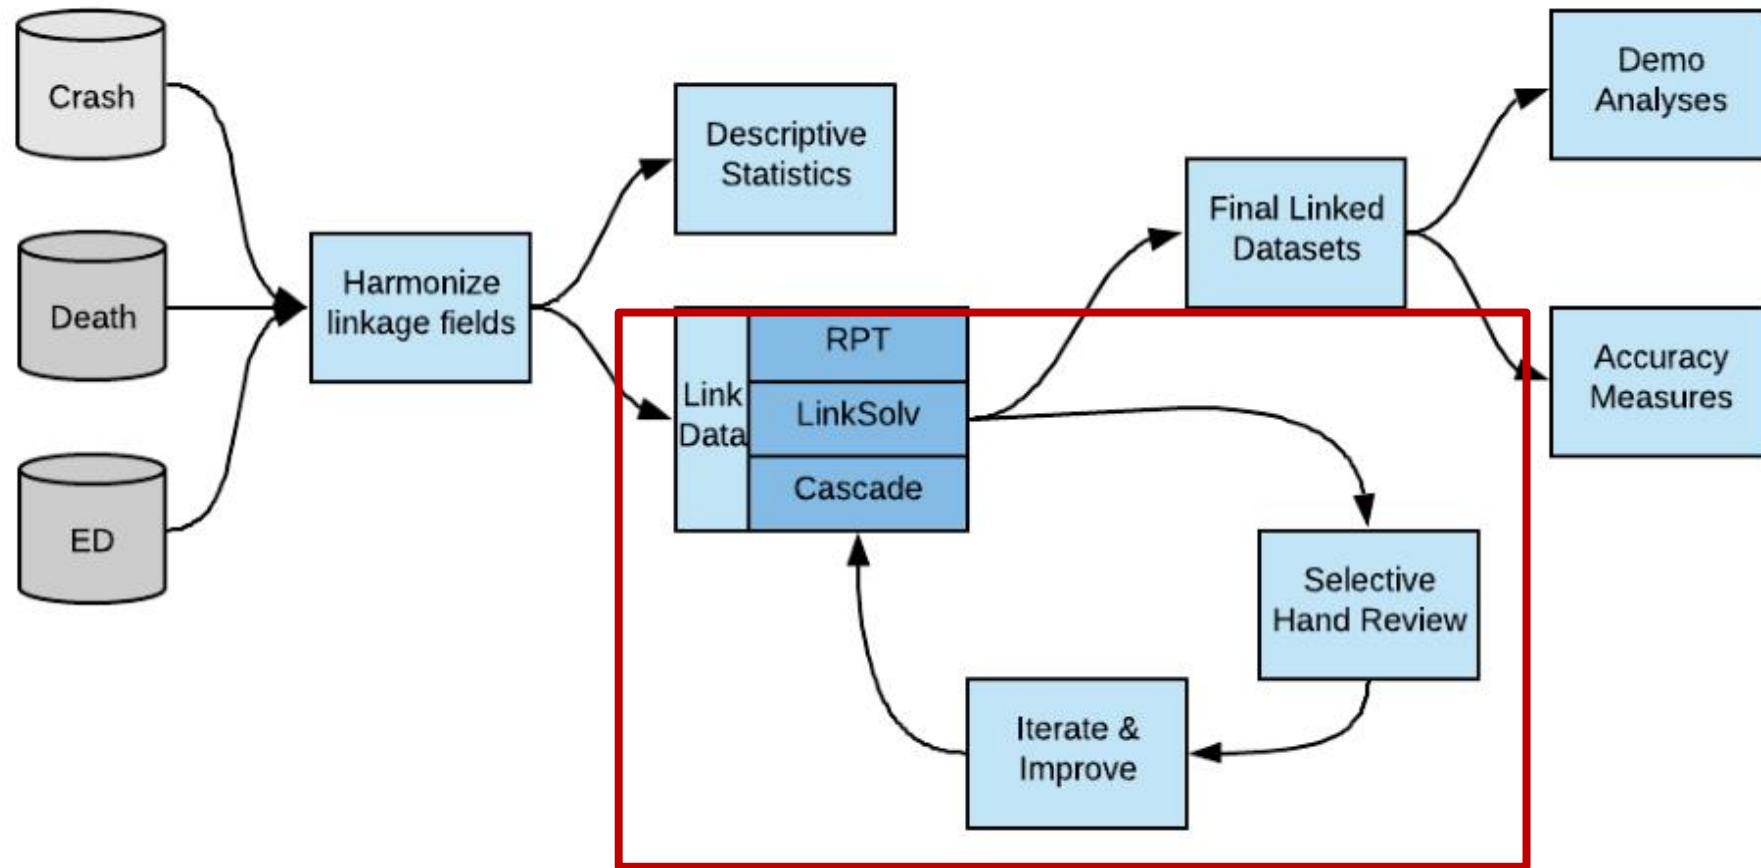 Crash
Death
ED
Harmonize
linkage fields
Descriptive
Statistics
Link
Data
RPT
LinkSolv
Cascade
Final Linked
Datasets
Demo
Analyses
Accuracy
Measures
Selective
Hand Review
Iterate &
Improve